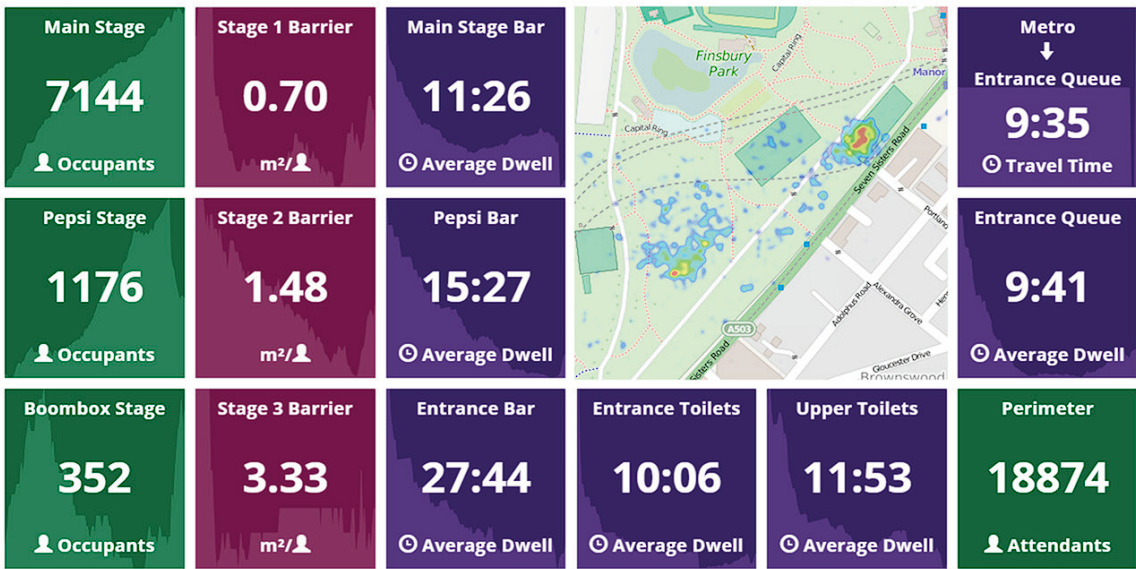 Main Stage
7144
Occupants
Stage 1 Barrier
0.70
m²/
Main Stage Bar
11:26
Average Dwell
Finsbury
Park
Capital Ring
Capital Ring
Manor
Seven Sisters Road
Adolphus Road
Alexandra Grove
Gloucester Drive
A503
Sisters Road
Brownswood
Metro
Entrance Queue
9:35
Travel Time
Pepsi Stage
1176
Occupants
Stage 2 Barrier
1.48
m²/
Pepsi Bar
15:27
Average Dwell
Entrance Queue
9:41
Average Dwell
Boombox Stage
352
Occupants
Stage 3 Barrier
3.33
m²/
Entrance Bar
27:44
Average Dwell
Entrance Toilets
10:06
Average Dwell
Upper Toilets
11:53
Average Dwell
Perimeter
18874
Attendants